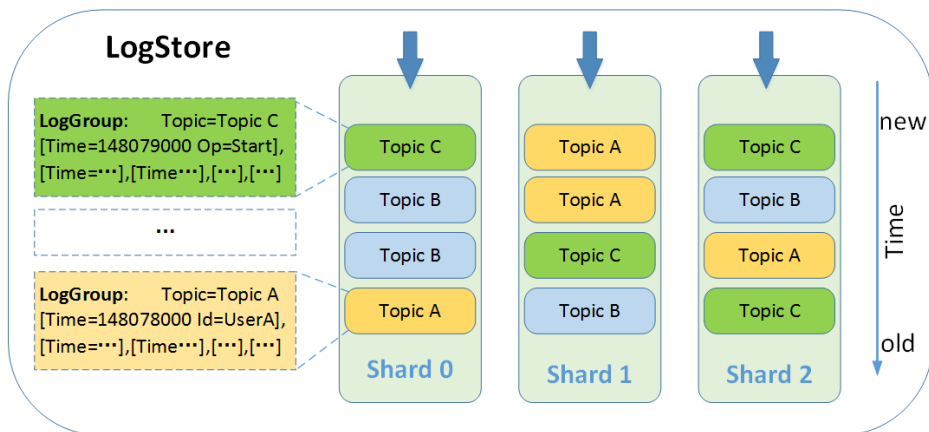 LogStore
LogGroup: Topic=Topic C
[Time=148079000 Op=Start],
[Time=···],[Time···],[···],[···]
···
LogGroup: Topic=Topic A
[Time=148078000 Id=UserA],
[Time=···],[Time···],[···],[···]
Topic C
Topic B
Topic B
Topic A
Shard 0
Topic A
Topic A
Topic C
Topic B
Shard 1
Topic C
Topic B
Topic A
Topic C
Shard 2
new
Time
old